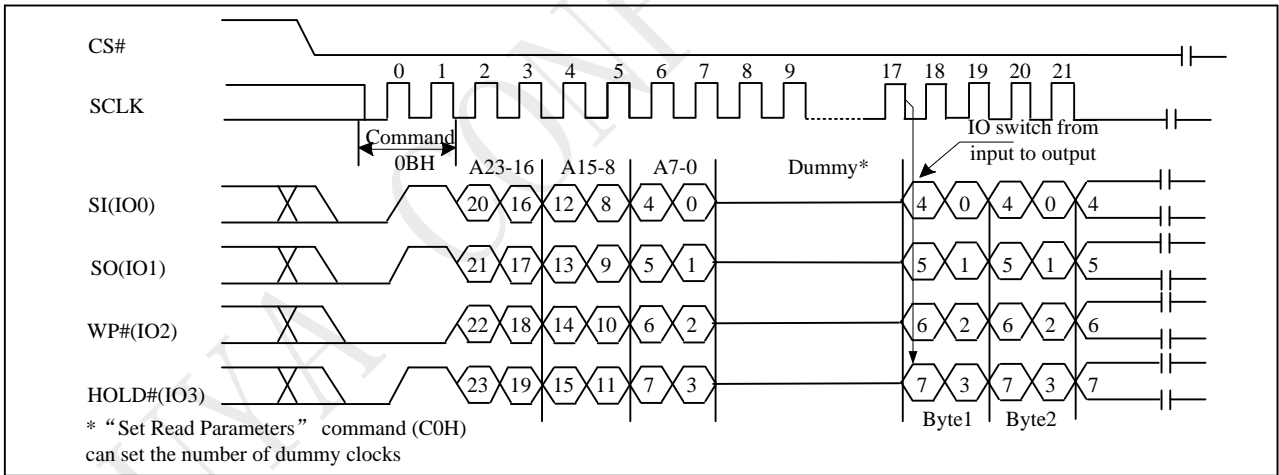 CS#
0 1 2 3 4 5 6 7 8 9 17 18 19 20 21
SCLK
Command
0BH
IO switch from
input to output
A23-16 A15-8 A7-0 Dummy*
SI(IO0) 20 16 12 8 4 0 4 0 4 0 4
SO(IO1) 21 17 13 9 5 1 5 1 5 1 5
WP#(IO2) 22 18 14 10 6 2 6 2 6 2 6
HOLD#(IO3) 23 19 15 11 7 3 7 3 7 3 7
Byte1 Byte2
* “Set Read Parameters” command (C0H)
can set the number of dummy clocks